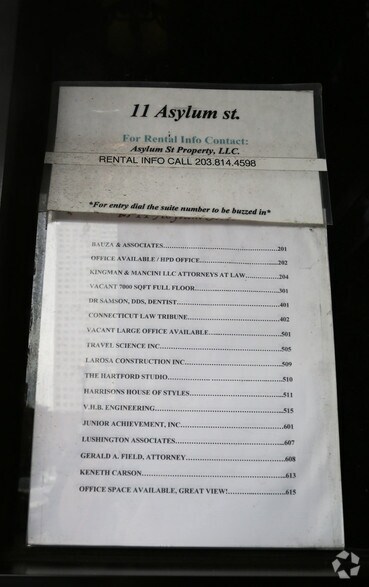 11 Asylum st.
For Rental Info Contact:
Asylum St Property, LLC.
RENTAL INFO CALL 203.814.4598
*For entry dial the suite number to be buzzed in*
BAUZA & ASSOCIATES....................................................201
OFFICE AVAILABLE / HPD OFFICE....................................202
KINGMAN & MANCINI LLC ATTORNEYS AT LAW................204
VACANT 7000 SQFT FULL FLOOR.....................................301
DR SAMSON, DDS, DENTIST.............................................401
CONNECTICUT LAW TRIBUNE..........................................402
VACANT LARGE OFFICE AVAILABLE.................................501
TRAVEL SCIENCE INC.....................................................505
LAROSA CONSTRUCTION INC..........................................509
THE HARTFORD STUDIO..................................................510
HARRISONS HOUSE OF STYLES........................................511
V.H.B. ENGINEERING.......................................................515
JUNIOR ACHIEVEMENT, INC............................................601
LUSHINGTON ASSOCIATES..............................................607
GERALD A. FIELD, ATTORNEY..........................................608
KENETH CARSON............................................................613
OFFICE SPACE AVAILABLE, GREAT VIEW!..........................615